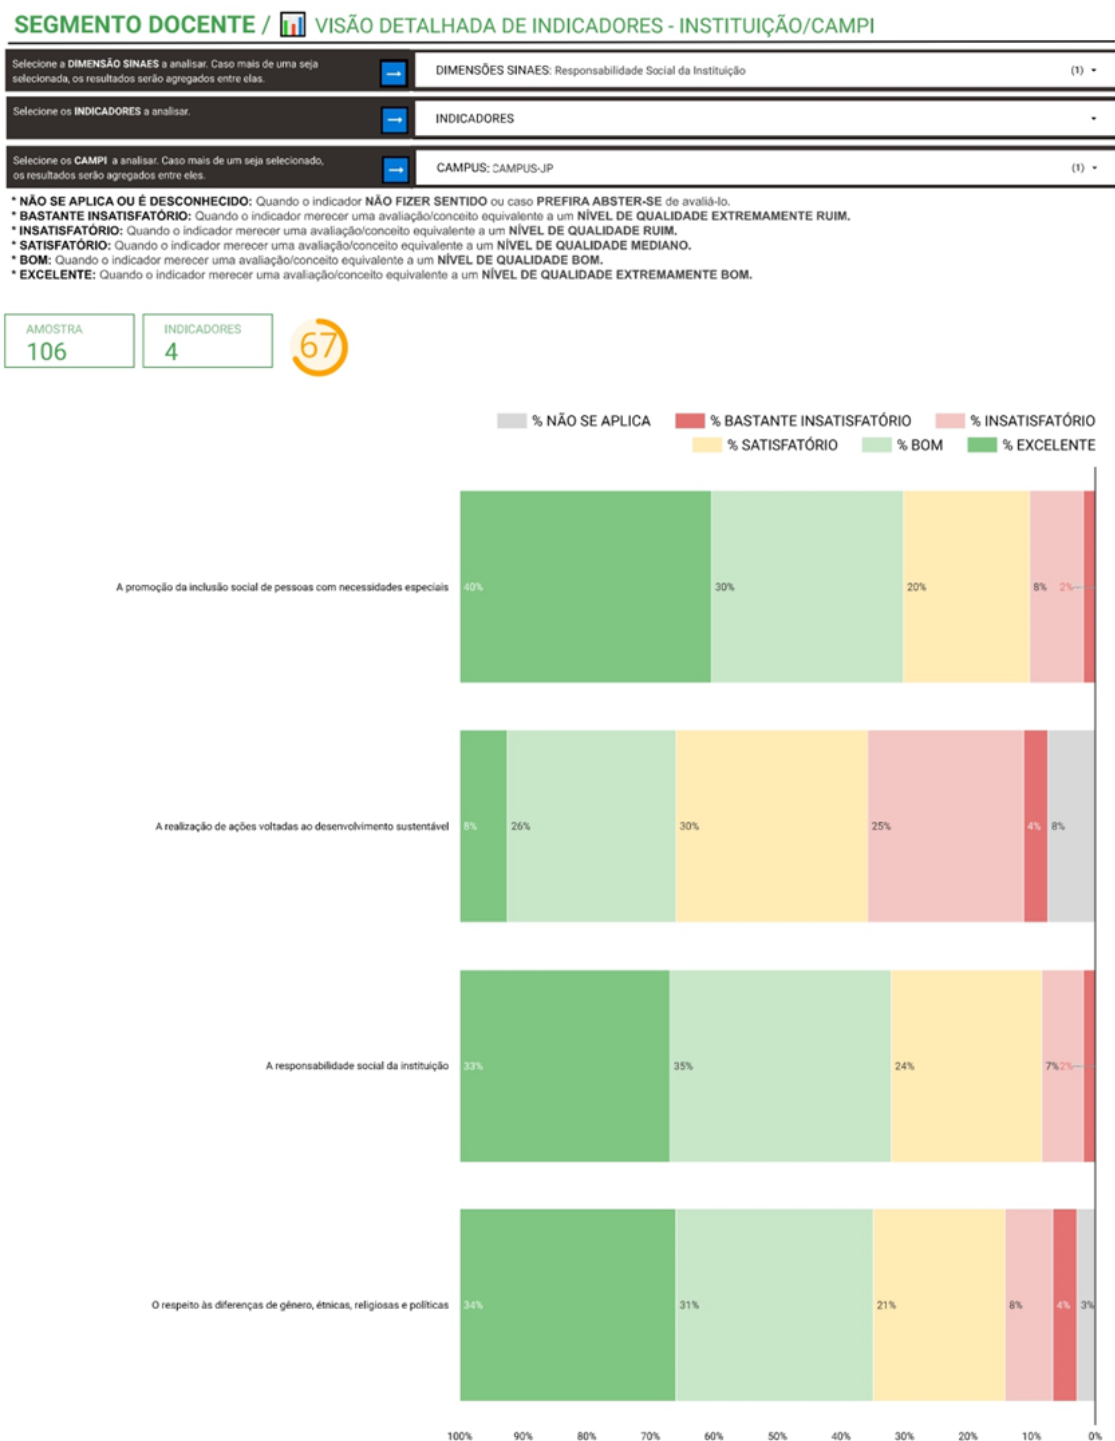 SEGMENTO DOCENTE / VISÃO DETALHADA DE INDICADORES - INSTITUIÇÃO/CAMPI
Selecione a DIMENSÃO SINAES a analisar. Caso mais de uma seja
selecionada, os resultados serão agregados entre elas.
→
DIMENSÕES SINAES: Responsabilidade Social da Instituição (1)
Selecione os INDICADORES a analisar.
→
INDICADORES
Selecione os CAMPI a analisar. Caso mais de um seja selecionado,
os resultados serão agregados entre eles.
→
CAMPUS: CAMPUS-JP (1)
* NÃO SE APLICA OU É DESCONHECIDO: Quando o indicador NÃO FIZER SENTIDO ou caso PREFIRA ABSTER-SE de avaliá-lo.
* BASTANTE INSATISFATÓRIO: Quando o indicador merecer uma avaliação/conceito equivalente a um NÍVEL DE QUALIDADE EXTREMAMENTE RUIM.
* INSATISFATÓRIO: Quando o indicador merecer uma avaliação/conceito equivalente a um NÍVEL DE QUALIDADE RUIM.
* SATISFATÓRIO: Quando o indicador merecer uma avaliação/conceito equivalente a um NÍVEL DE QUALIDADE MEDIANO.
* BOM: Quando o indicador merecer uma avaliação/conceito equivalente a um NÍVEL DE QUALIDADE BOM.
* EXCELENTE: Quando o indicador merecer uma avaliação/conceito equivalente a um NÍVEL DE QUALIDADE EXTREMAMENTE BOM.
AMOSTRA
106
INDICADORES
4
67
% NÃO SE APLICA % BASTANTE INSATISFATÓRIO % INSATISFATÓRIO
% SATISFATÓRIO % BOM % EXCELENTE
A promoção da inclusão social de pessoas com necessidades especiais 40% 30% 20% 8% 2%
A realização de ações voltadas ao desenvolvimento sustentável 8% 26% 30% 25% 4% 8%
A responsabilidade social da instituição 33% 35% 24% 7% 2%
O respeito às diferenças de gênero, étnicas, religiosas e políticas 34% 31% 21% 8% 4% 3%
100% 90% 80% 70% 60% 50% 40% 30% 20% 10% 0%